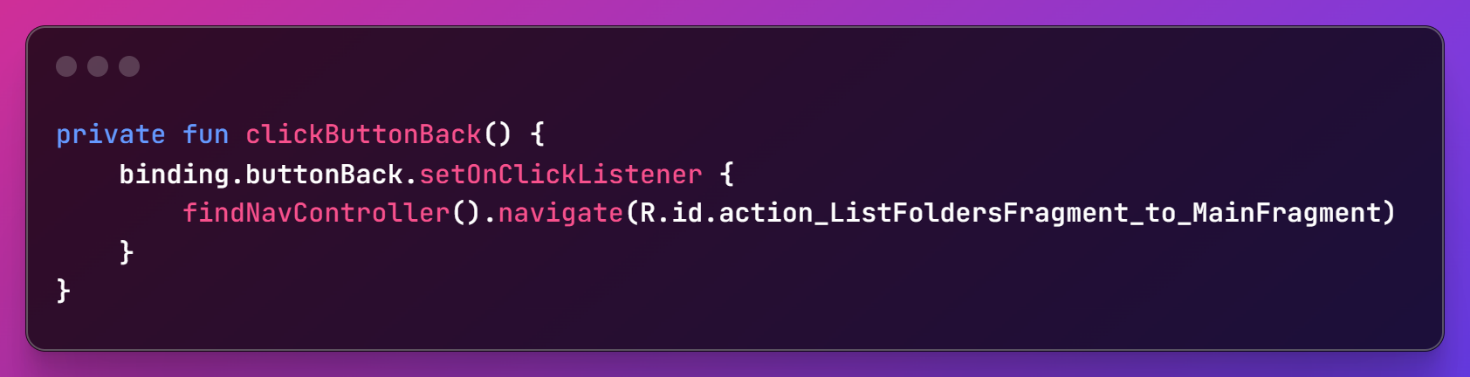 private fun clickButtonBack() {
    binding.buttonBack.setOnClickListener {
        findNavController().navigate(R.id.action_ListFoldersFragment_to_MainFragment)
    }
}